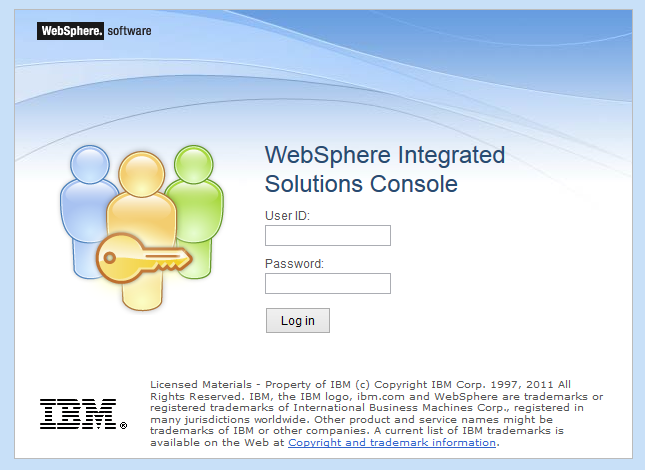 WebSphere. software
WebSphere Integrated
Solutions Console
User ID:
Password:
Log in
Licensed Materials - Property of IBM (c) Copyright IBM Corp. 1997, 2011 All
Rights Reserved. IBM, the IBM logo, ibm.com and WebSphere are trademarks or
registered trademarks of International Business Machines Corp., registered in
many jurisdictions worldwide. Other product and service names might be
trademarks of IBM or other companies. A current list of IBM trademarks is
available on the Web at Copyright and trademark information.
IBM®